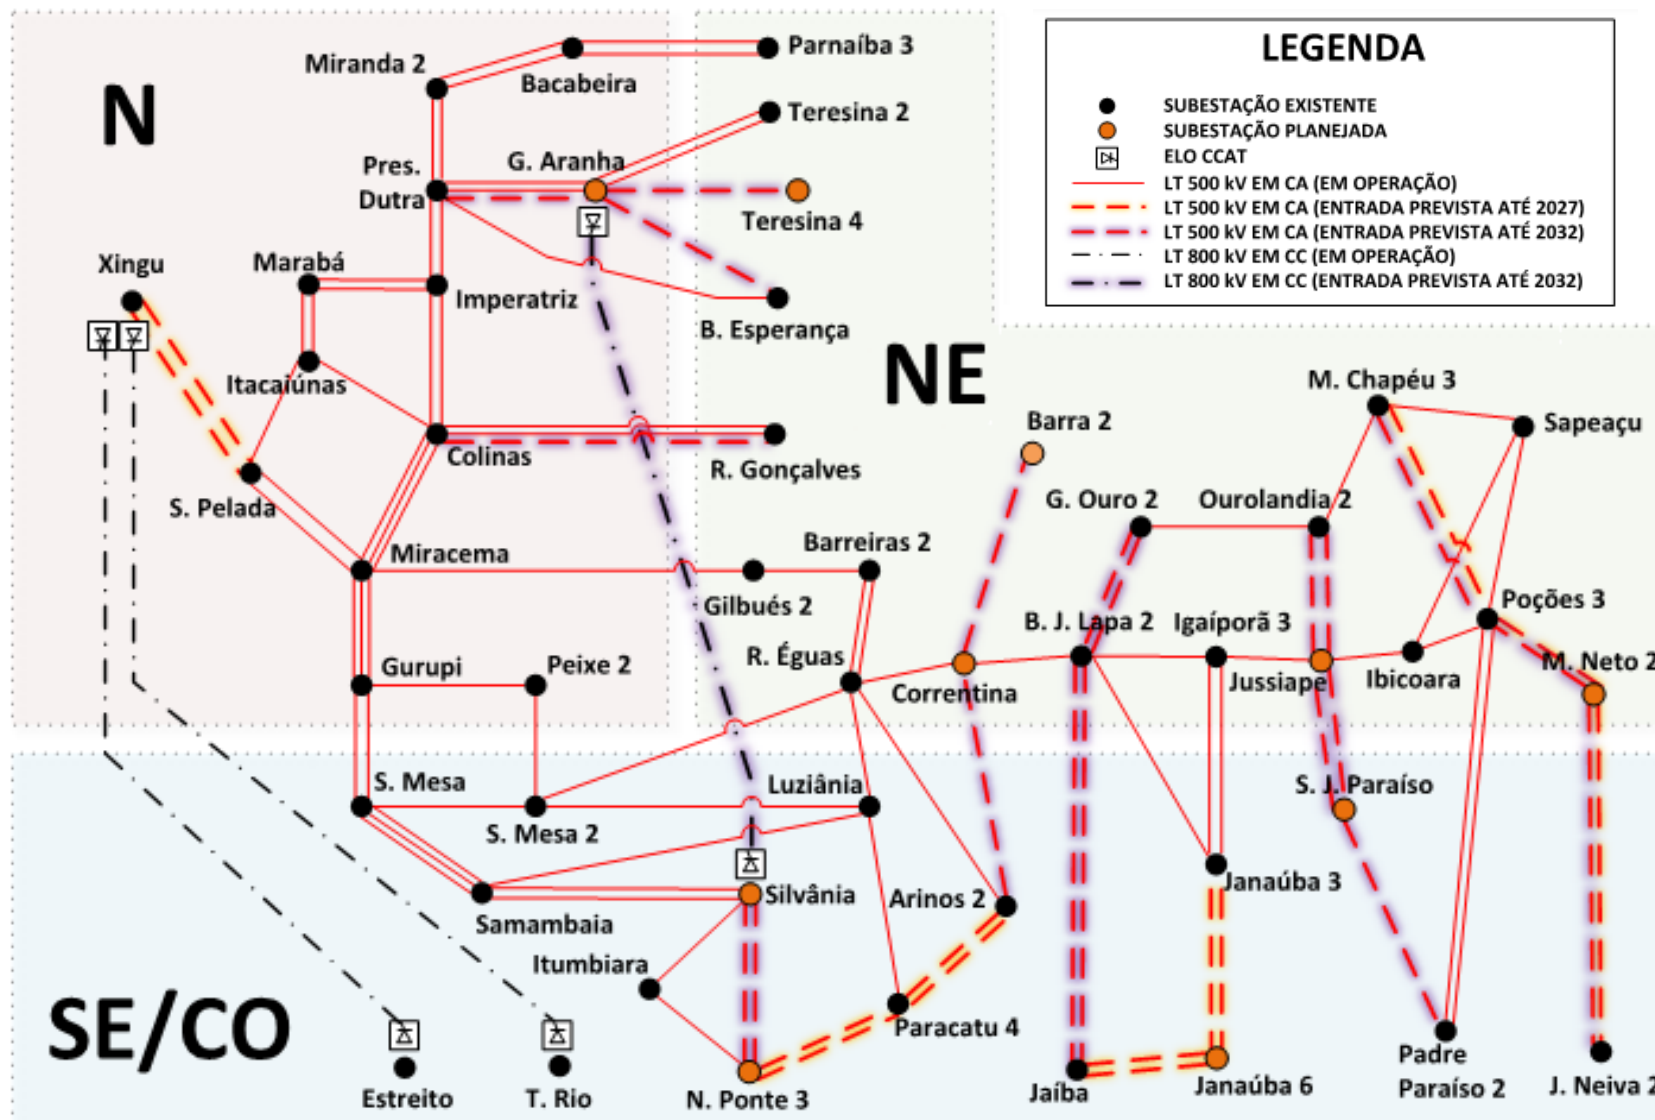 N
Miranda 2
Bacabeira
Parnaíba 3
Teresina 2
Pres.
Dutra
G. Aranha
Teresina 4
Xingu
Marabá
Imperatriz
B. Esperança
Itacaiúnas
Colinas
R. Gonçalves
S. Pelada
Miracema
Gilbués 2
Barreiras 2
Gurupi
Peixe 2
R. Éguas
LEGENDA
SUBESTAÇÃO EXISTENTE
SUBESTAÇÃO PLANEJADA
ELO CCAT
LT 500 kV EM CA (EM OPERAÇÃO)
LT 500 kV EM CA (ENTRADA PREVISTA ATÉ 2027)
LT 500 kV EM CA (ENTRADA PREVISTA ATÉ 2032)
LT 800 kV EM CC (EM OPERAÇÃO)
LT 800 kV EM CC (ENTRADA PREVISTA ATÉ 2032)
NE
Barra 2
M. Chapéu 3
Sapeaçu
G. Ouro 2
Ourolandia 2
B. J. Lapa 2
Igaíporã 3
Poções 3
Correntina
Jussiape
Ibicoara
M. Neto 2
S. Mesa
S. Mesa 2
Luziânia
S. J. Paraíso
Samambaia
Silvânia
Arinos 2
Janaúba 3
Itumbiara
SE/CO
Paracatu 4
Estreito
T. Rio
N. Ponte 3
Jaíba
Janaúba 6
Padre
Paraíso 2
J. Neiva 2